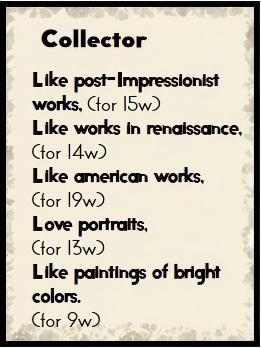 Collector
Like post-Impressionist
works, (for 15w)
Like works in renaissance,
(for 14w)
Like american works,
(for 19w)
Love portraits,
(for 13w)
Like paintings of bright
colors.
(for 9w)